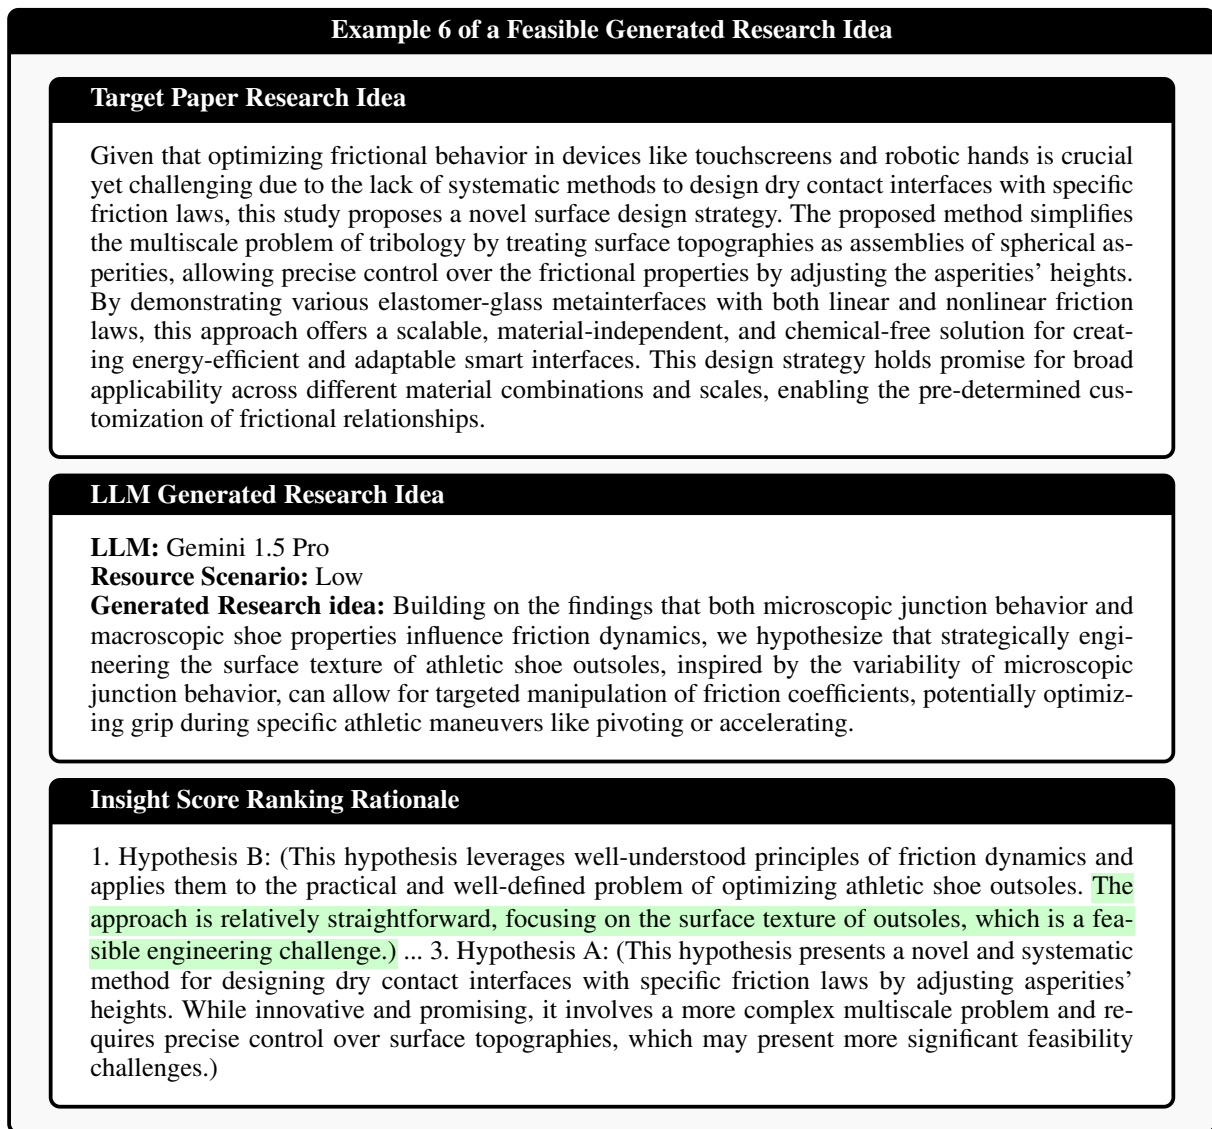 Example 6 of a Feasible Generated Research Idea
Target Paper Research Idea
Given that optimizing frictional behavior in devices like touchscreens and robotic hands is crucial
yet challenging due to the lack of systematic methods to design dry contact interfaces with specific
friction laws, this study proposes a novel surface design strategy. The proposed method simplifies
the multiscale problem of tribology by treating surface topographies as assemblies of spherical as-
perities, allowing precise control over the frictional properties by adjusting the asperities' heights.
By demonstrating various elastomer-glass metainterfaces with both linear and nonlinear friction
laws, this approach offers a scalable, material-independent, and chemical-free solution for creat-
ing energy-efficient and adaptable smart interfaces. This design strategy holds promise for broad
applicability across different material combinations and scales, enabling the pre-determined cus-
tomization of frictional relationships.
LLM Generated Research Idea
LLM: Gemini 1.5 Pro
Resource Scenario: Low
Generated Research idea: Building on the findings that both microscopic junction behavior and
macroscopic shoe properties influence friction dynamics, we hypothesize that strategically engi-
neering the surface texture of athletic shoe outsoles, inspired by the variability of microscopic
junction behavior, can allow for targeted manipulation of friction coefficients, potentially optimiz-
ing grip during specific athletic maneuvers like pivoting or accelerating.
Insight Score Ranking Rationale
1. Hypothesis B: (This hypothesis leverages well-understood principles of friction dynamics and
applies them to the practical and well-defined problem of optimizing athletic shoe outsoles. The
approach is relatively straightforward, focusing on the surface texture of outsoles, which is a fea-
sible engineering challenge.) ... 3. Hypothesis A: (This hypothesis presents a novel and systematic
method for designing dry contact interfaces with specific friction laws by adjusting asperities'
heights. While innovative and promising, it involves a more complex multiscale problem and re-
quires precise control over surface topographies, which may present more significant feasibility
challenges.)